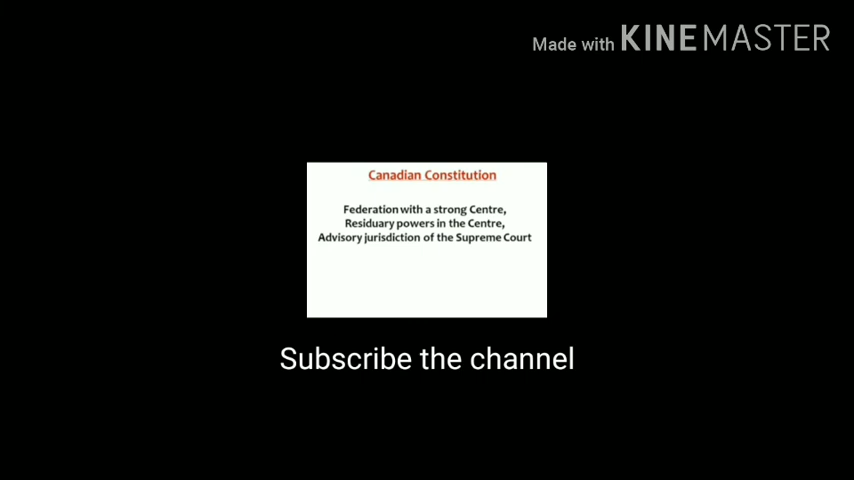 Made with KINEMASTER
Canadian Constitution
Federation with a strong Centre,
Residuary powers in the Centre,
Advisory jurisdiction of the Supreme Court
Subscribe the channel